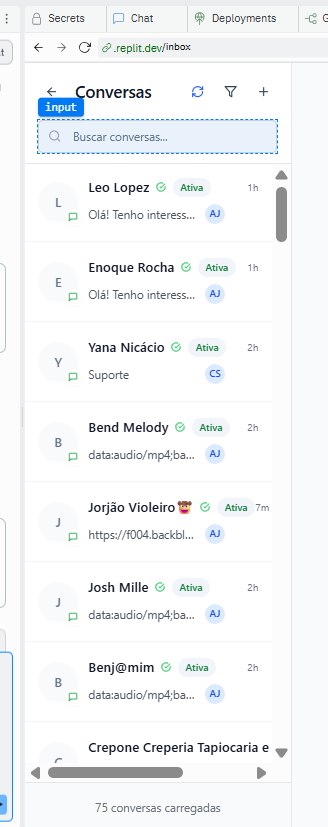 Secrets
Chat
Deployments
.replit.dev/inbox
Conversas
input
Buscar conversas...
L
Leo Lopez
Ativa
1h
Olá! Tenho interess...
AJ
E
Enoque Rocha
Ativa
1h
Olá! Tenho interess...
AJ
Y
Yana Nicácio
Ativa
2h
Suporte
CS
B
Bend Melody
Ativa
2h
data:audio/mp4;ba...
AJ
J
Jorjão Violeiro🤠
Ativa
7m
https://f004.backbl...
AJ
J
Josh Mille
Ativa
2h
data:audio/mp4;ba...
AJ
B
Benj@mim
Ativa
2h
data:audio/mp4;ba...
AJ
Crepone Creperia Tapiocaria e
75 conversas carregadas